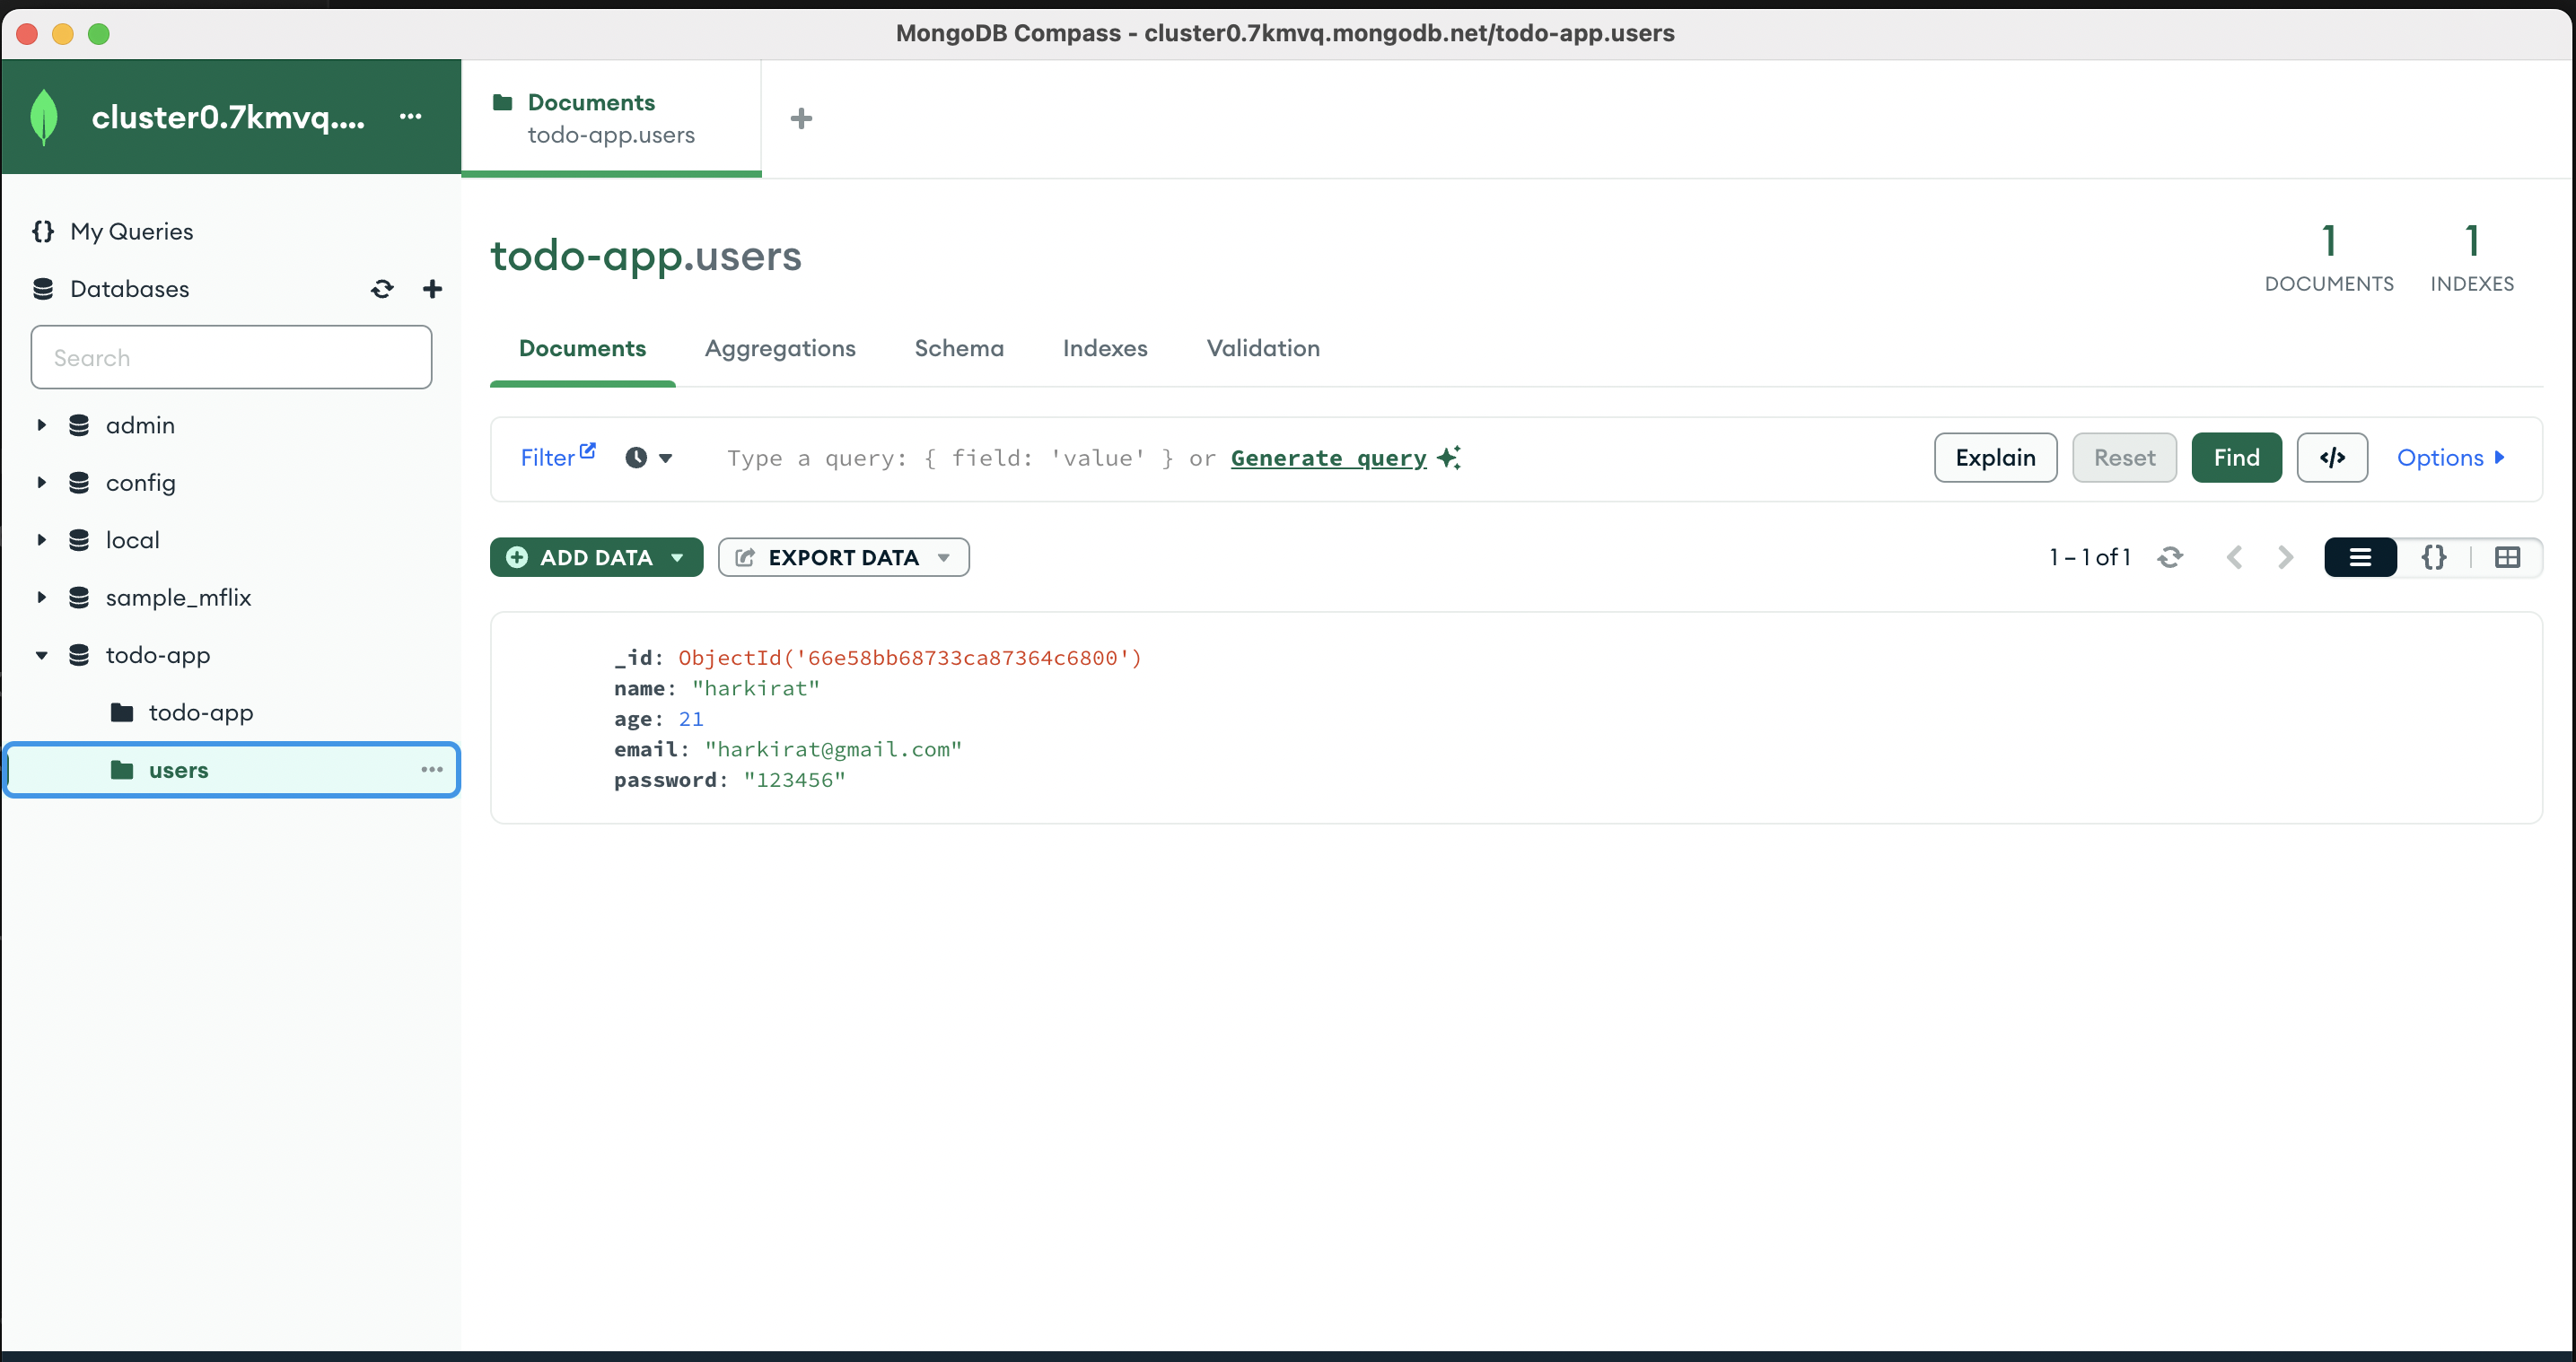 MongoDB Compass - cluster0.7kmvq.mongodb.net/todo-app.users
cluster0.7kmvq....
Documents
todo-app.users
My Queries
Databases
Search
admin
config
local
sample_mflix
todo-app
todo-app
users
todo-app.users
1
DOCUMENTS
1
INDEXES
Documents Aggregations Schema Indexes Validation
Filter Type a query: { field: 'value' } or Generate query Explain Reset Find </> Options
ADD DATA EXPORT DATA 1 – 1 of 1 {}
_id: ObjectId('66e58bb68733ca87364c6800')
name: "harkirat"
age: 21
email: "harkirat@gmail.com"
password: "123456"